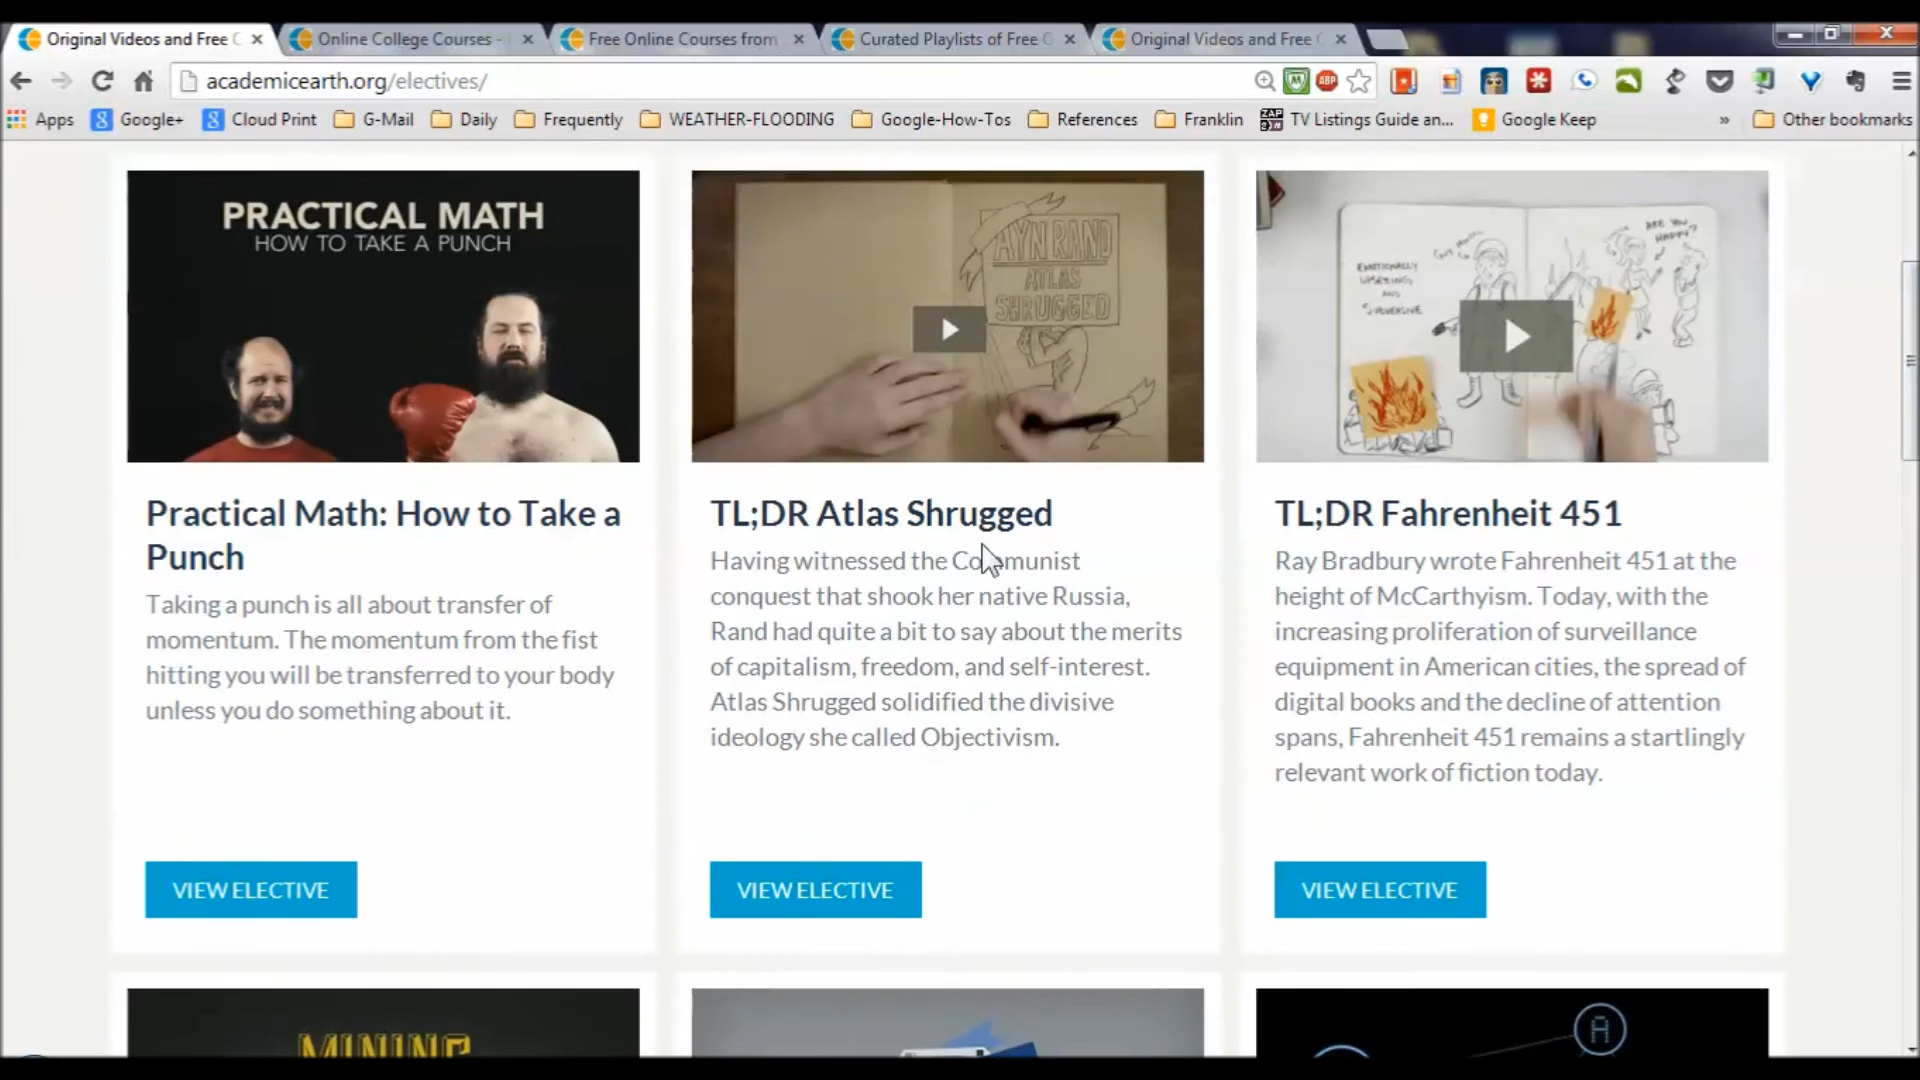 Original Videos and Free C
Online College Courses -
Free Online Courses from
Curated Playlists of Free O
Original Videos and Free C
academicearth.org/electives/
ABP
Apps
Google+
Cloud Print
G-Mail
Daily
Frequently
WEATHER-FLOODING
Google-How-Tos
References
Franklin
TV Listings Guide an...
Google Keep
»
Other bookmarks
PRACTICAL MATH
HOW TO TAKE A PUNCH
AYN RAND
ATLAS
SHRUGGED
EMOTIONALLY
UPSETTING
AND
SUBVERSIVE
ARE YOU
HAPPY?
Practical Math: How to Take a
Punch
Taking a punch is all about transfer of
momentum. The momentum from the fist
hitting you will be transferred to your body
unless you do something about it.
VIEW ELECTIVE
TL;DR Atlas Shrugged
Having witnessed the Communist
conquest that shook her native Russia,
Rand had quite a bit to say about the merits
of capitalism, freedom, and self-interest.
Atlas Shrugged solidified the divisive
ideology she called Objectivism.
VIEW ELECTIVE
TL;DR Fahrenheit 451
Ray Bradbury wrote Fahrenheit 451 at the
height of McCarthyism. Today, with the
increasing proliferation of surveillance
equipment in American cities, the spread of
digital books and the decline of attention
spans, Fahrenheit 451 remains a startlingly
relevant work of fiction today.
VIEW ELECTIVE
MINING
A